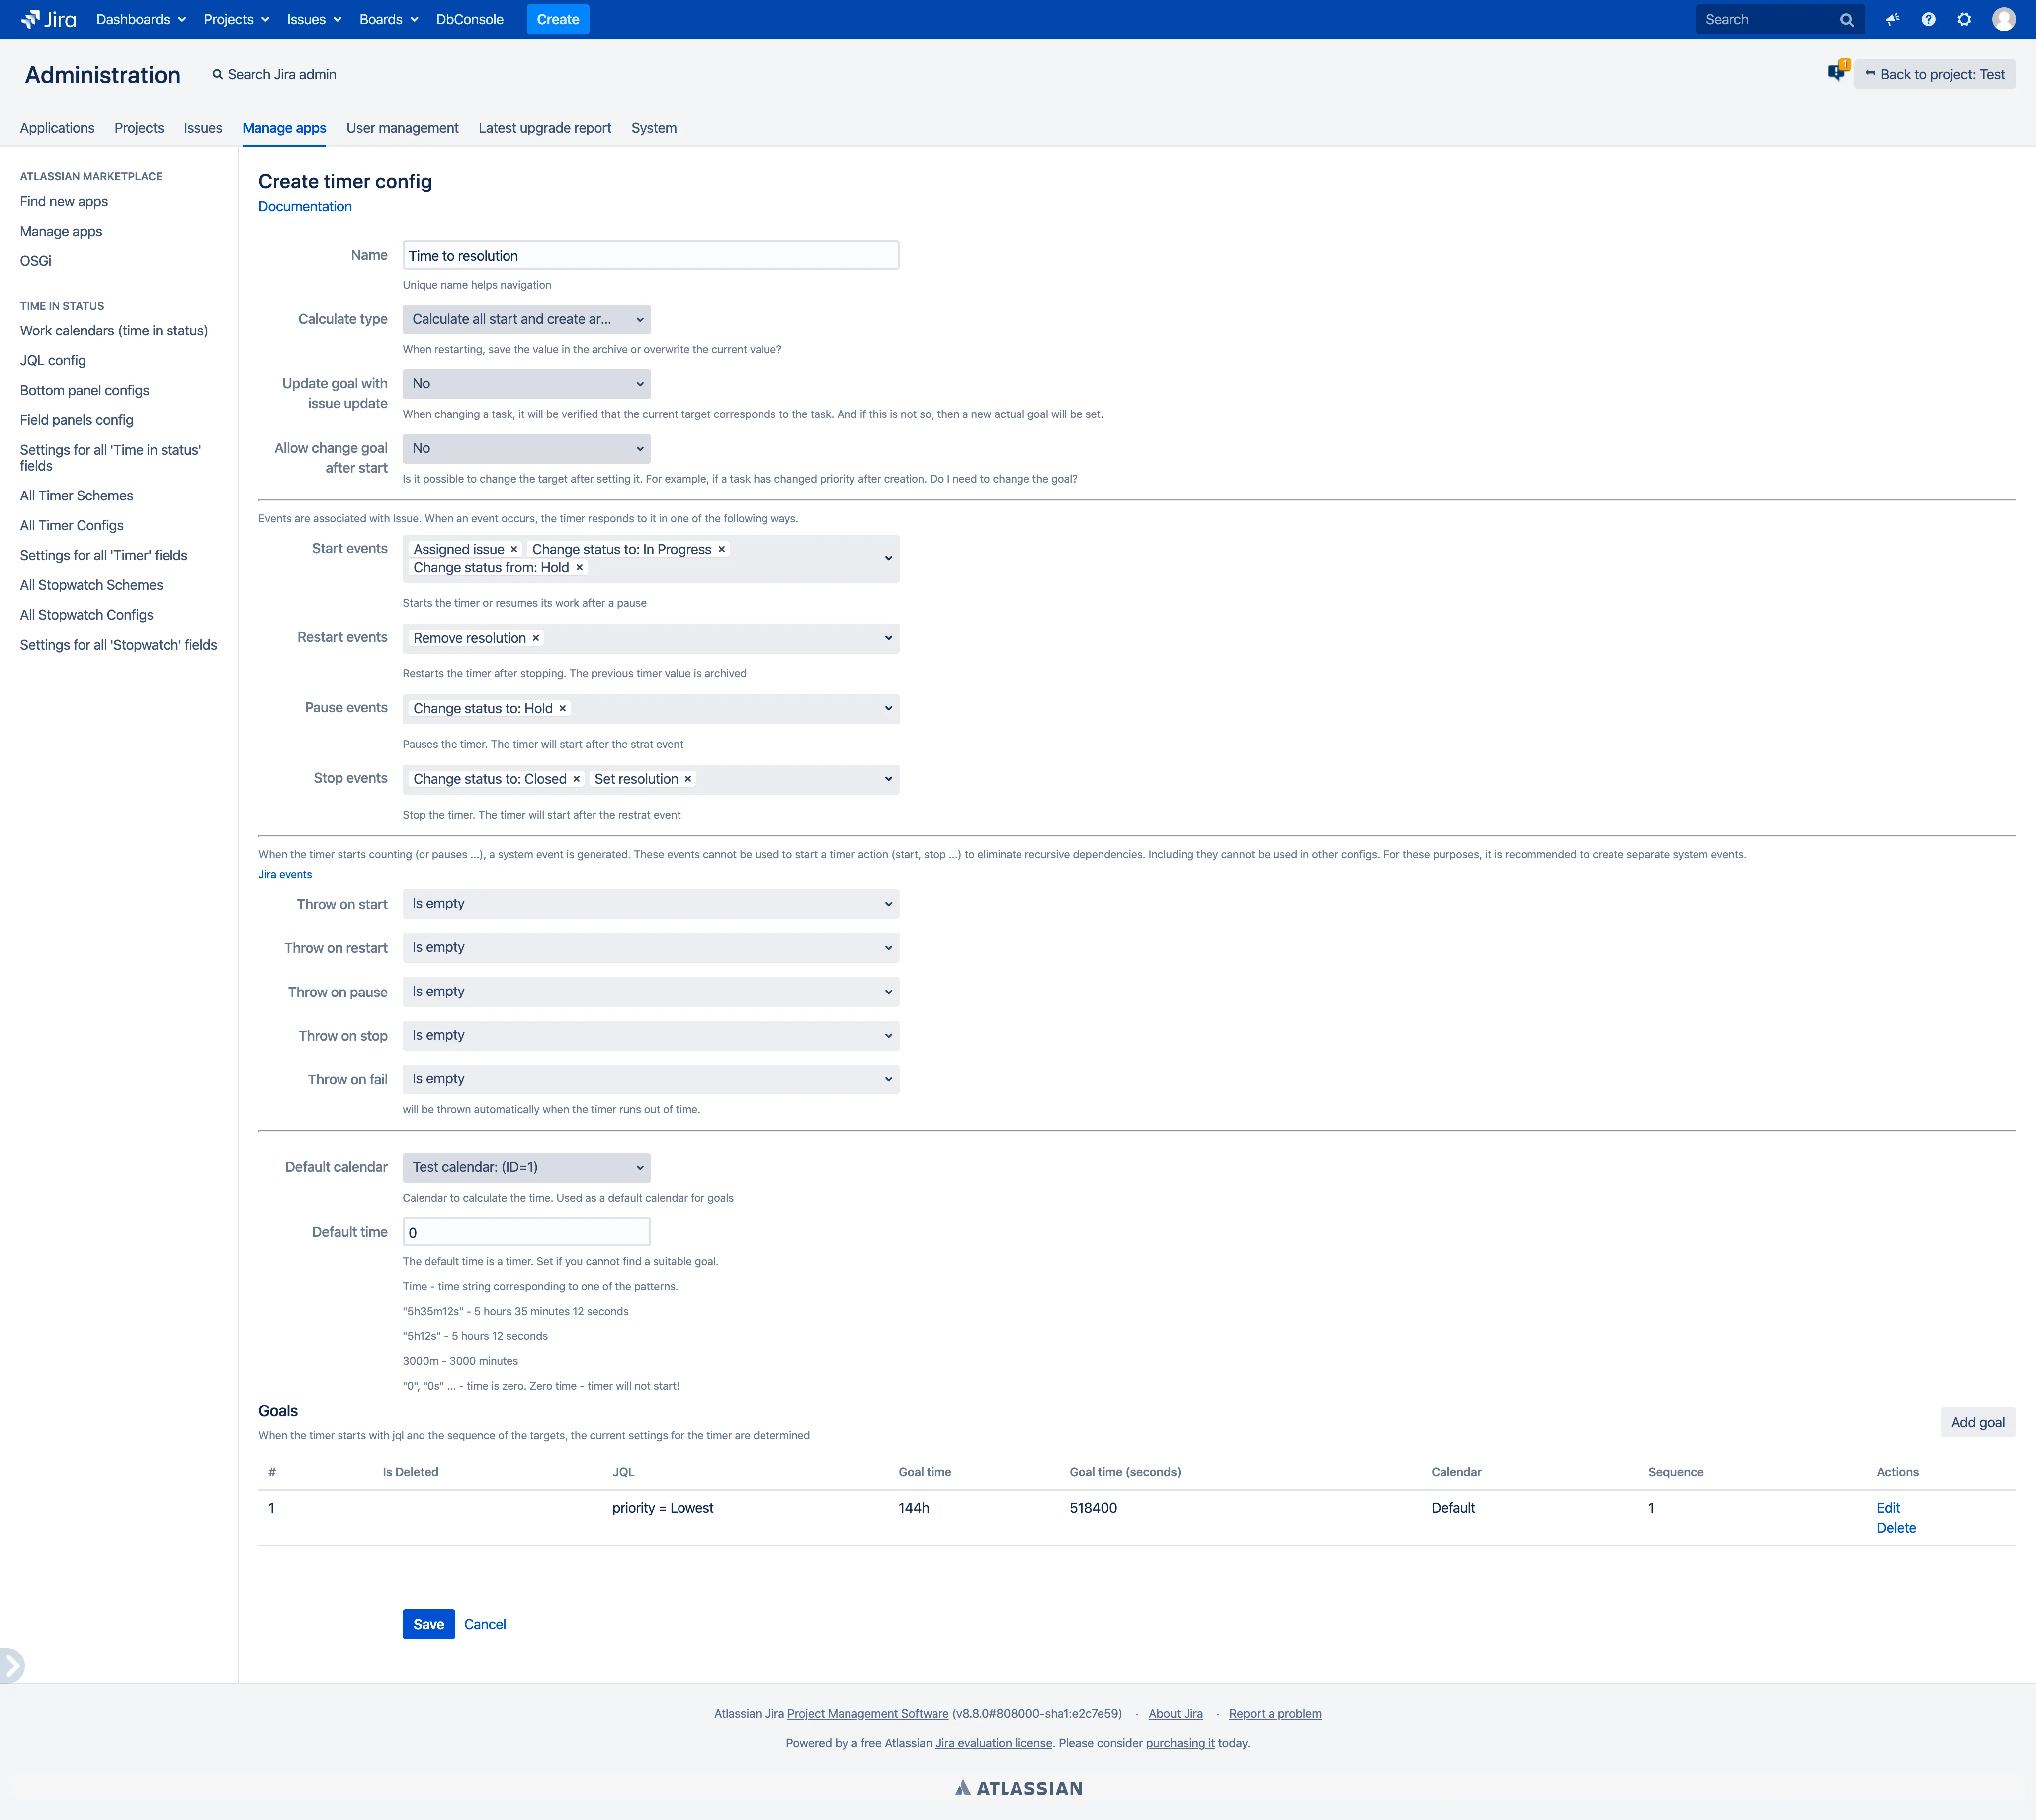 Jira Dashboards Projects Issues Boards DbConsole Create Search
Administration Search Jira admin 1 Back to project: Test
Applications Projects Issues Manage apps User management Latest upgrade report System
ATLASSIAN MARKETPLACE
Find new apps
Manage apps
OSGi
TIME IN STATUS
Work calendars (time in status)
JQL config
Bottom panel configs
Field panels config
Settings for all 'Time in status'
fields
All Timer Schemes
All Timer Configs
Settings for all 'Timer' fields
All Stopwatch Schemes
All Stopwatch Configs
Settings for all 'Stopwatch' fields
Create timer config
Documentation
Name Time to resolution
Unique name helps navigation
Calculate type Calculate all start and create ar...
When restarting, save the value in the archive or overwrite the current value?
Update goal with No
issue update
When changing a task, it will be verified that the current target corresponds to the task. And if this is not so, then a new actual goal will be set.
Allow change goal No
after start
Is it possible to change the target after setting it. For example, if a task has changed priority after creation. Do I need to change the goal?
Events are associated with Issue. When an event occurs, the timer responds to it in one of the following ways.
Start events Assigned issue × Change status to: In Progress ×
Change status from: Hold ×
Starts the timer or resumes its work after a pause
Restart events Remove resolution ×
Restarts the timer after stopping. The previous timer value is archived
Pause events Change status to: Hold ×
Pauses the timer. The timer will start after the strat event
Stop events Change status to: Closed × Set resolution ×
Stop the timer. The timer will start after the restrat event
When the timer starts counting (or pauses ...), a system event is generated. These events cannot be used to start a timer action (start, stop ...) to eliminate recursive dependencies. Including they cannot be used in other configs. For these purposes, it is recommended to create separate system events.
Jira events
Throw on start Is empty
Throw on restart Is empty
Throw on pause Is empty
Throw on stop Is empty
Throw on fail Is empty
will be thrown automatically when the timer runs out of time.
Default calendar Test calendar: (ID=1)
Calendar to calculate the time. Used as a default calendar for goals
Default time 0
The default time is a timer. Set if you cannot find a suitable goal.
Time - time string corresponding to one of the patterns.
"5h35m12s" - 5 hours 35 minutes 12 seconds
"5h12s" - 5 hours 12 seconds
3000m - 3000 minutes
"0", "0s" ... - time is zero. Zero time - timer will not start!
Goals
Add goal
When the timer starts with jql and the sequence of the targets, the current settings for the timer are determined
# Is Deleted JQL Goal time Goal time (seconds) Calendar Sequence Actions
1 priority = Lowest 144h 518400 Default 1 Edit
Delete
Save Cancel
Atlassian Jira Project Management Software (v8.8.0#808000-sha1:e2c7e59) · About Jira · Report a problem
Powered by a free Atlassian Jira evaluation license. Please consider purchasing it today.
ATLASSIAN